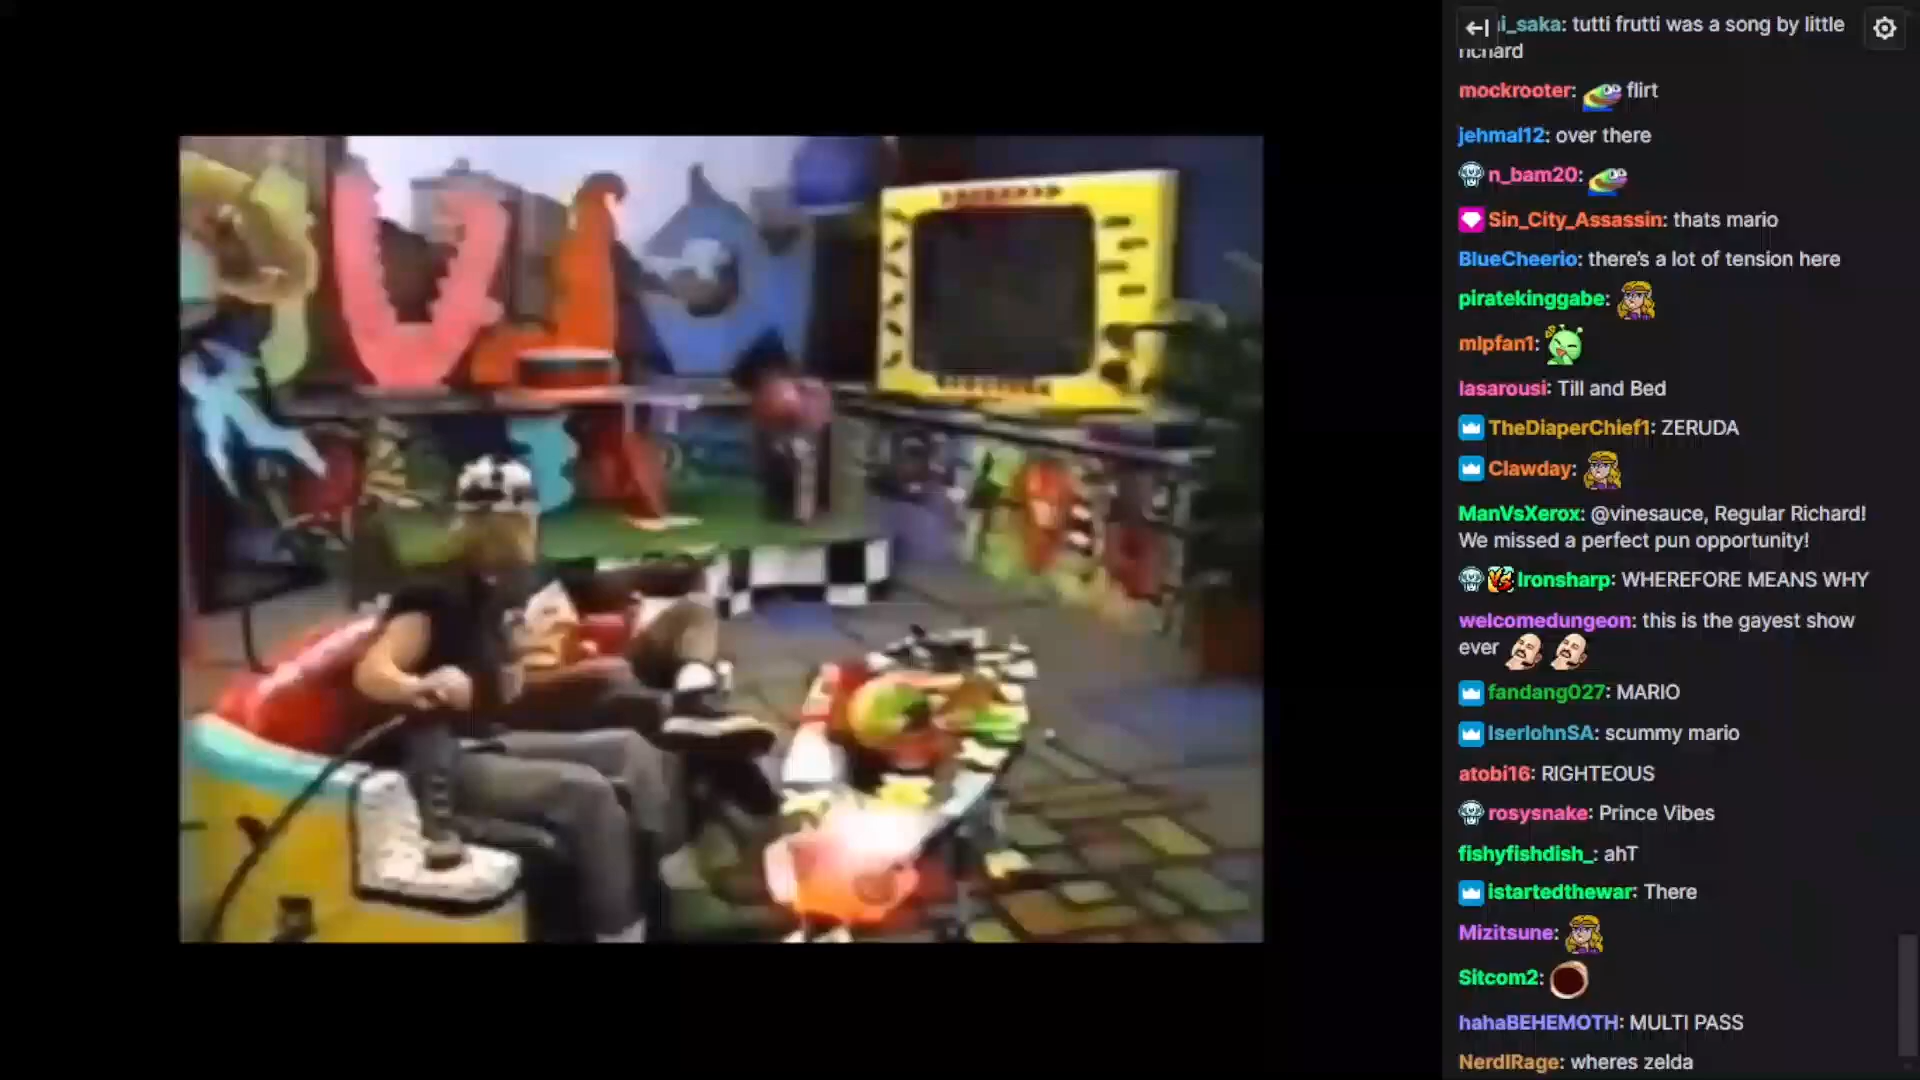 i_saka: tutti frutti was a song by little
richard
mockrooter: flirt
jehmal12: over there
n_bam20:
Sin_City_Assassin: thats mario
BlueCheerio: there's a lot of tension here
piratekinggabe:
mlpfan1:
lasarousi: Till and Bed
TheDiaperChief1: ZERUDA
Clawday:
ManVsXerox: @vinesauce, Regular Richard!
We missed a perfect pun opportunity!
Ironsharp: WHEREFORE MEANS WHY
welcomedungeon: this is the gayest show
ever
fandang027: MARIO
IserlohnSA: scummy mario
atobi16: RIGHTEOUS
rosysnake: Prince Vibes
fishyfishdish_: ahT
istartedthewar: There
Mizitsune:
Sitcom2:
hahaBEHEMOTH: MULTI PASS
NerdIRage: wheres zelda